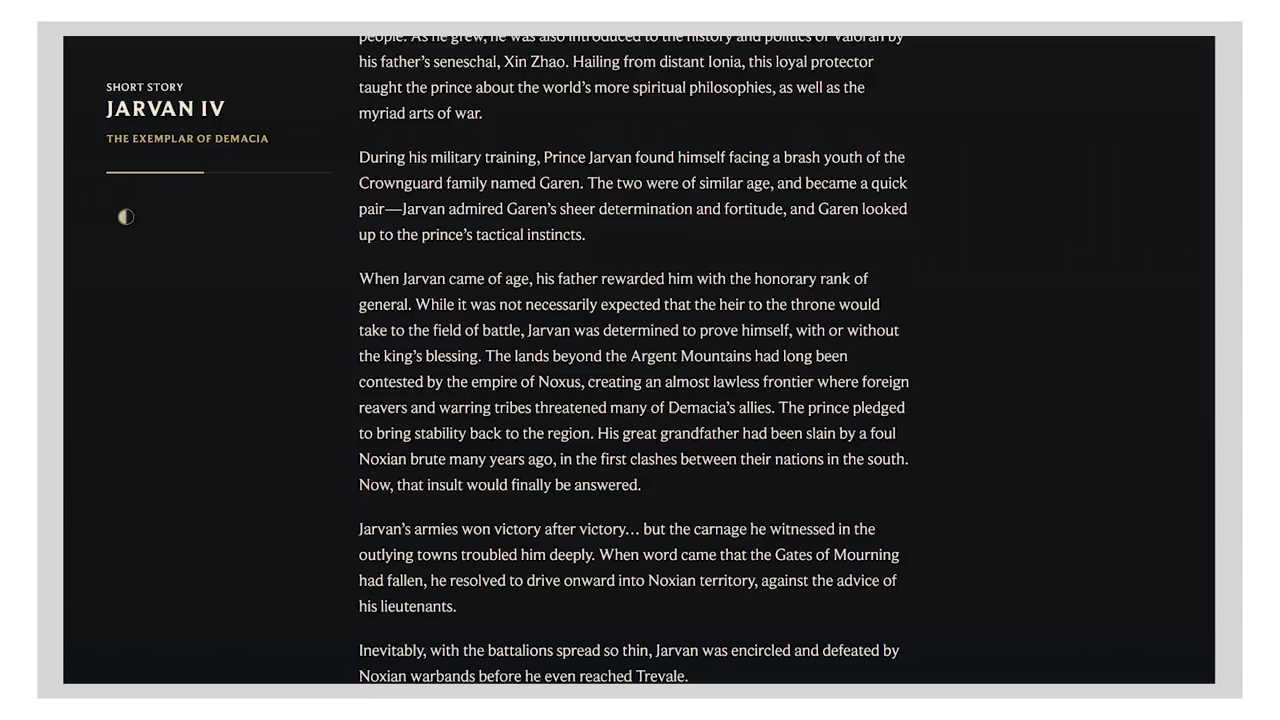 SHORT STORY
JARVAN IV
THE EXEMPLAR OF DEMACIA
people. As he grew, he was also introduced to the history and politics of Valoran by
his father’s seneschal, Xin Zhao. Hailing from distant Ionia, this loyal protector
taught the prince about the world’s more spiritual philosophies, as well as the
myriad arts of war.
During his military training, Prince Jarvan found himself facing a brash youth of the
Crownguard family named Garen. The two were of similar age, and became a quick
pair—Jarvan admired Garen’s sheer determination and fortitude, and Garen looked
up to the prince’s tactical instincts.
When Jarvan came of age, his father rewarded him with the honorary rank of
general. While it was not necessarily expected that the heir to the throne would
take to the field of battle, Jarvan was determined to prove himself, with or without
the king’s blessing. The lands beyond the Argent Mountains had long been
contested by the empire of Noxus, creating an almost lawless frontier where foreign
reavers and warring tribes threatened many of Demacia’s allies. The prince pledged
to bring stability back to the region. His great grandfather had been slain by a foul
Noxian brute many years ago, in the first clashes between their nations in the south.
Now, that insult would finally be answered.
Jarvan’s armies won victory after victory… but the carnage he witnessed in the
outlying towns troubled him deeply. When word came that the Gates of Mourning
had fallen, he resolved to drive onward into Noxian territory, against the advice of
his lieutenants.
Inevitably, with the battalions spread so thin, Jarvan was encircled and defeated by
Noxian warbands before he even reached Trevale.